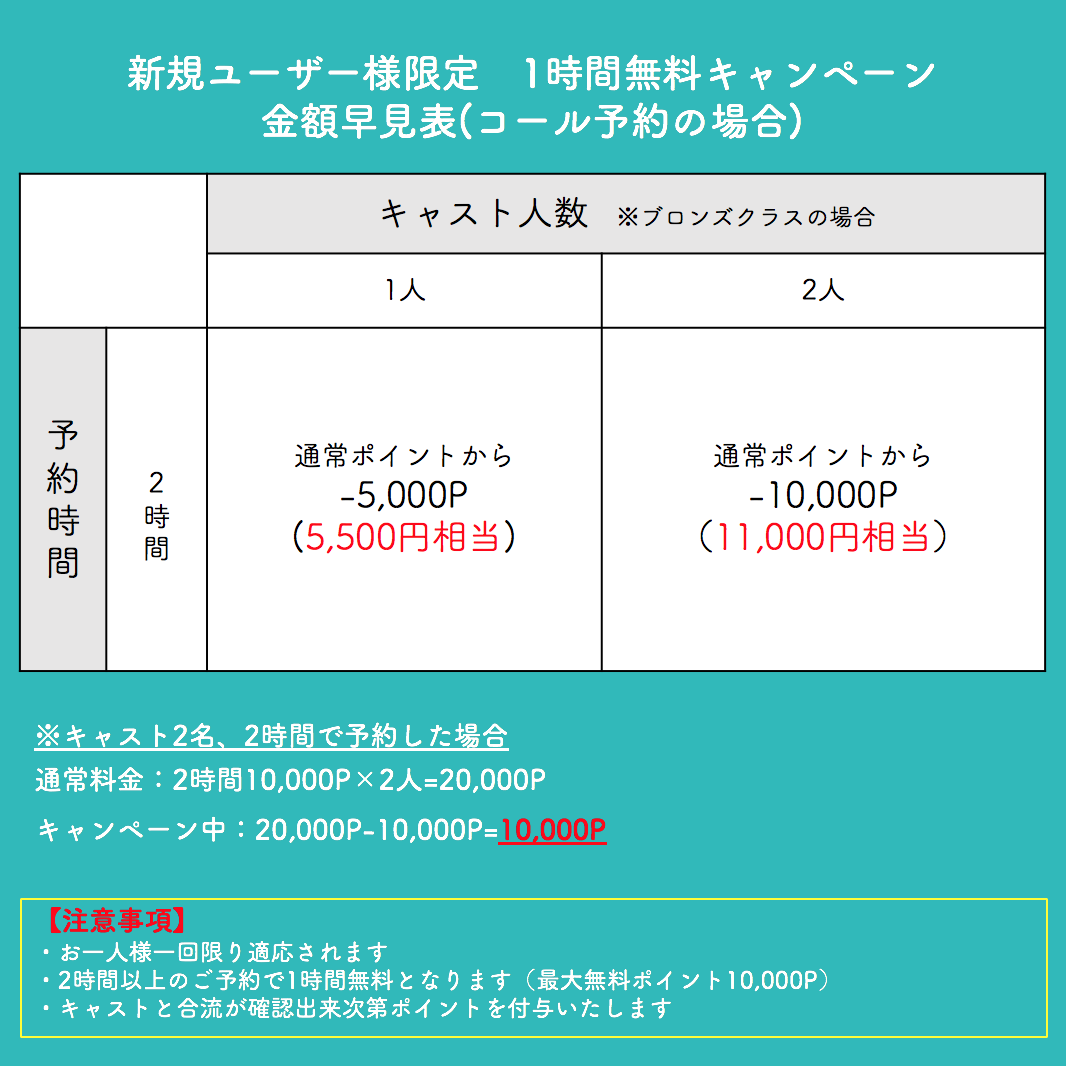 新規ユーザー様限定　1時間無料キャンペーン
金額早見表(コール予約の場合)
キャスト人数　※ブロンズクラスの場合
1人
2人
予約時間
2時間
通常ポイントから
-5,000P
(5,500円相当)
通常ポイントから
-10,000P
(11,000円相当)
※キャスト2名、2時間で予約した場合
通常料金：2時間10,000P×2人=20,000P
キャンペーン中：20,000P-10,000P=10,000P
【注意事項】
・お一人様一回限り適応されます
・2時間以上のご予約で1時間無料となります（最大無料ポイント10,000P）
・キャストと合流が確認出来次第ポイントを付与いたします